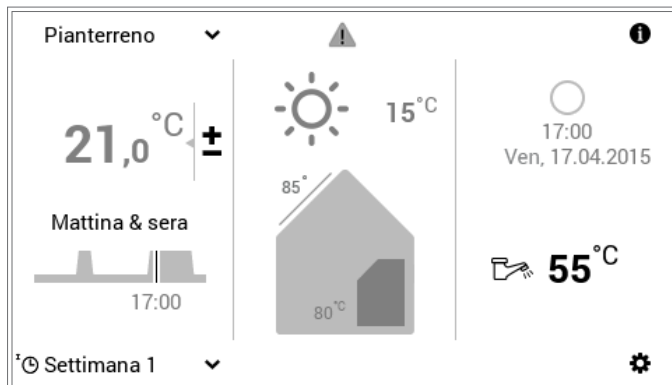 Pianterreno
21,0 °C
±
Mattina & sera
17:00
Settimana 1
15°C
85°
80°C
17:00
Ven, 17.04.2015
55°C